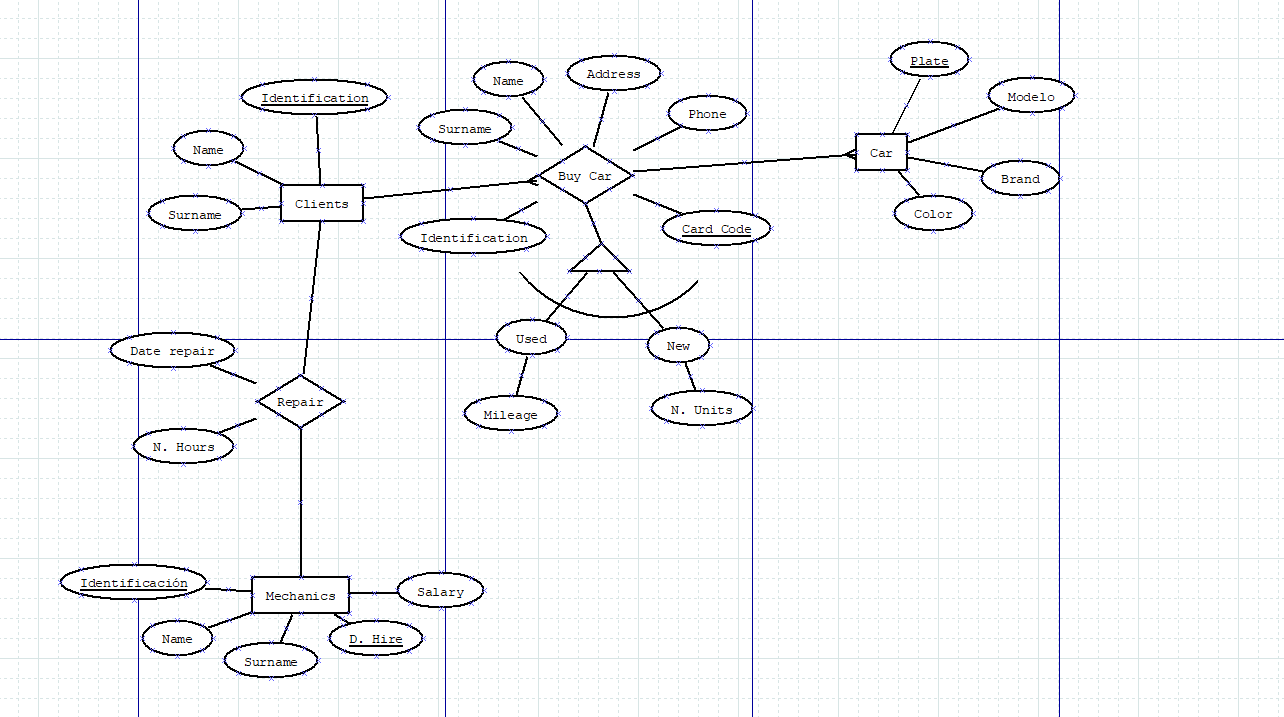 Plate
Name
Address
Modelo
Identification
Phone
Surname
Name
Car
Buy Car
Brand
Clients
Surname
Color
Identification
Card Code
Used
New
Date repair
Repair
Mileage
N. Units
N. Hours
Identificación
Mechanics
Salary
Name
D. Hire
Surname